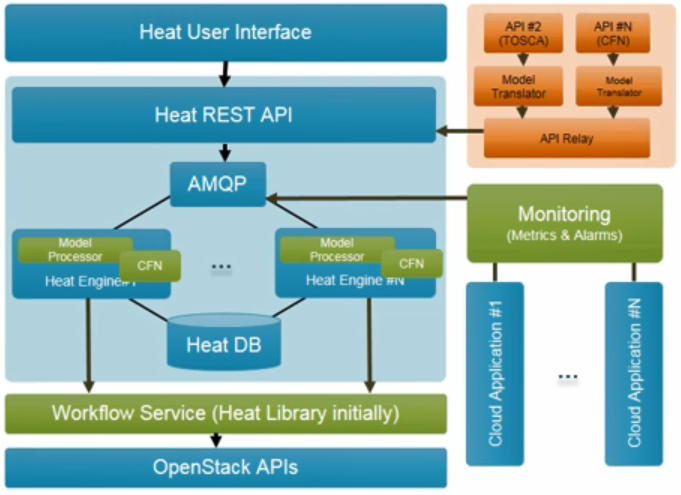 Heat User Interface
Heat REST API
AMQP
Model
Processor
CFN
Heat Engine#1
...
Model
Processor
CFN
Heat Engine #N
Heat DB
Workflow Service (Heat Library initially)
OpenStack APIs
API #2
(TOSCA)
API #N
(CFN)
Model
Translator
Model
Translator
API Relay
Monitoring
(Metrics & Alarms)
Cloud Application #1
...
Cloud Application #N